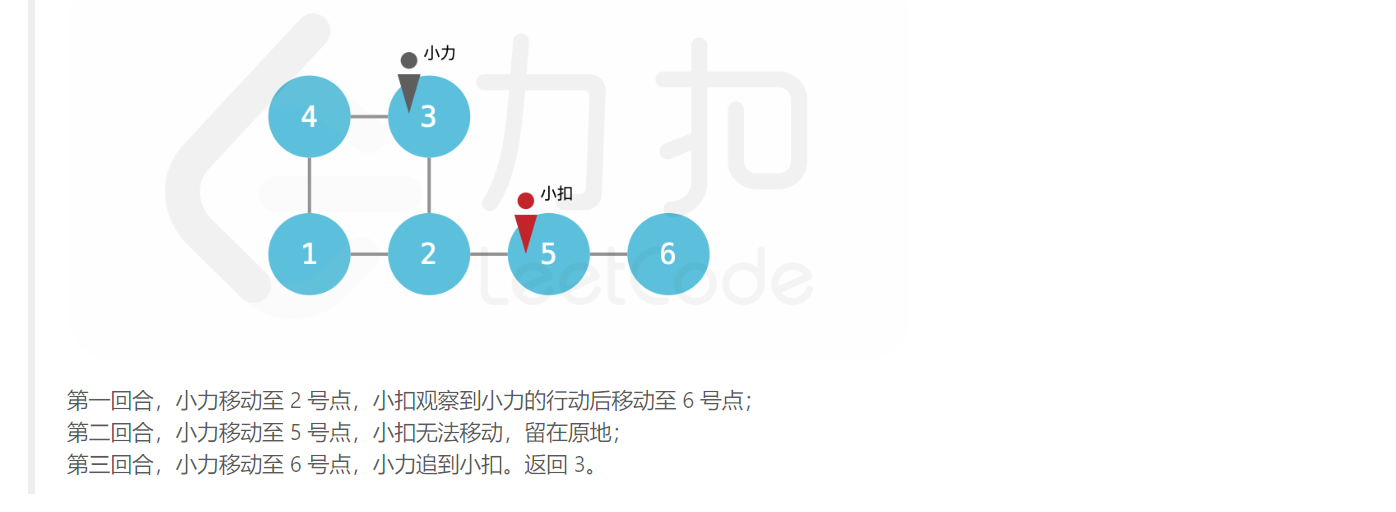 小力
4 3
力扣
小扣
1 2 5 6
LeetCode
第一回合，小力移动至 2 号点，小扣观察到小力的行动后移动至 6 号点；
第二回合，小力移动至 5 号点，小扣无法移动，留在原地；
第三回合，小力移动至 6 号点，小力追到小扣。返回 3。